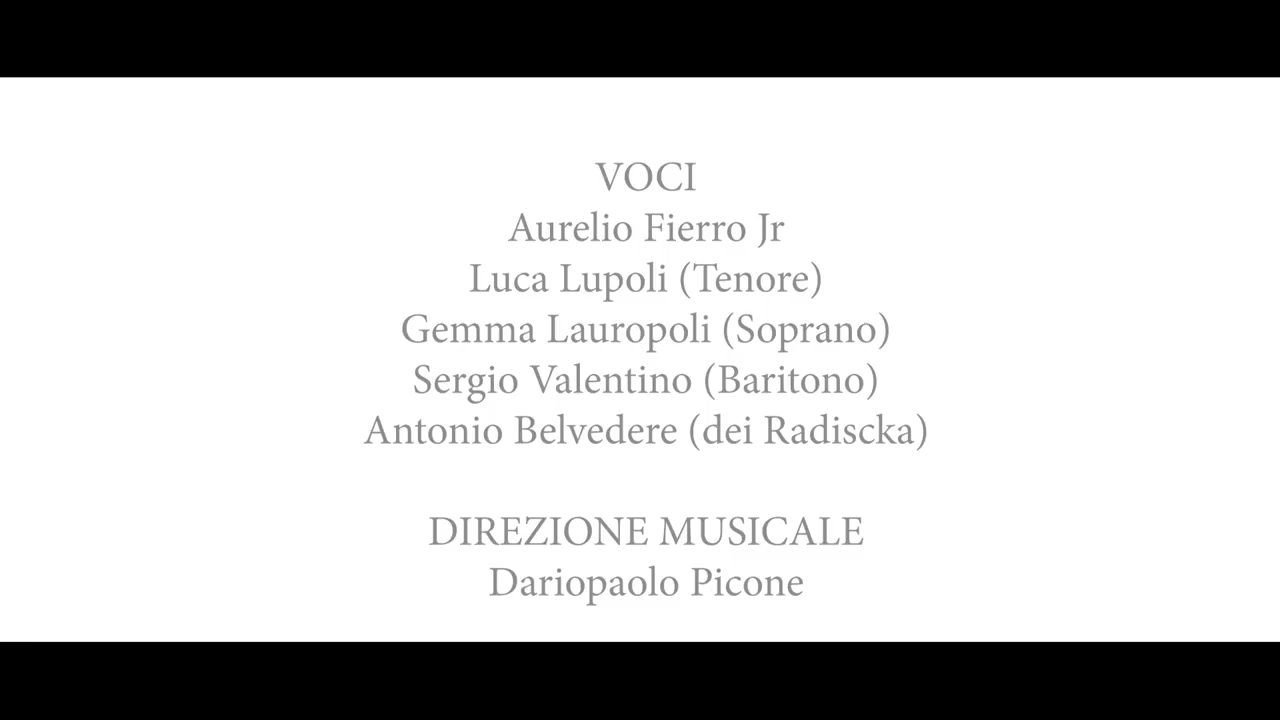 VOCI
Aurelio Fierro Jr
Luca Lupoli (Tenore)
Gemma Lauropoli (Soprano)
Sergio Valentino (Baritono)
Antonio Belvedere (dei Radiscka)
DIREZIONE MUSICALE
Dariopaolo Picone